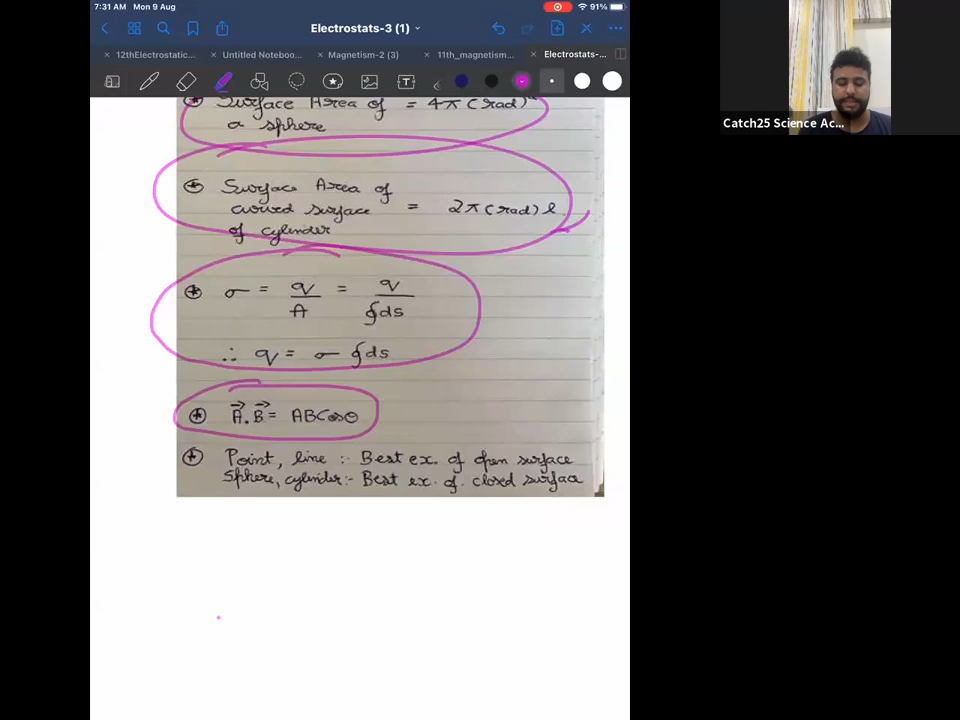 7:31 AM Mon 9 Aug
91%
Electrostats-3 (1)
12thElectrostatic...
Untitled Noteboo...
Magnetism-2 (3)
11th_magnetism...
Electrostats-...
Surface Area of = 4π(rad)²
a sphere
Surface Area of
curved surface = 2π(rad) l
of cylinder
σ = q/A = q/∮ds
∴ q = σ ∮ds
A⃗.B⃗ = ABCosθ
Point, line :- Best ex. of open surface
Sphere, cylinder:- Best ex. of closed surface
Catch25 Science Ac...